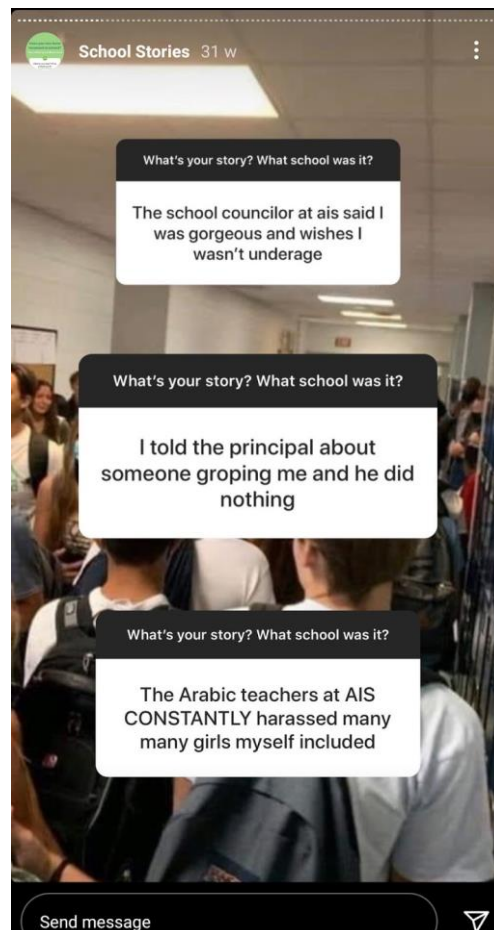 School Stories 31 w
What's your story? What school was it?
The school councilor at ais said I
was gorgeous and wishes I
wasn't underage
What's your story? What school was it?
I told the principal about
someone groping me and he did
nothing
What's your story? What school was it?
The Arabic teachers at AIS
CONSTANTLY harassed many
many girls myself included
Send message